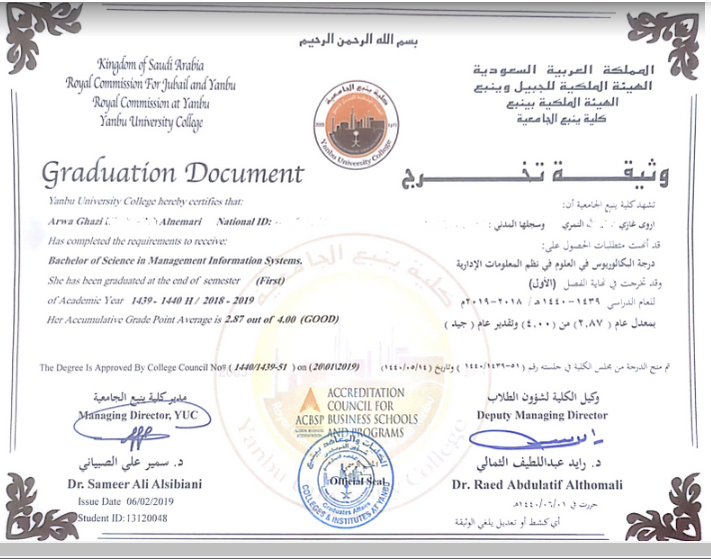 بسم الله الرحمن الرحيم
Kingdom of Saudi Arabia
Royal Commission For Jubail and Yanbu
Royal Commission at Yanbu
Yanbu University College
المملكة العربية السعودية
الهيئة الملكية للجبيل وينبع
الهيئة الملكية بينبع
كلية ينبع الجامعية
كلية ينبع الجامعية
Yanbu University College
Graduation Document
وثيقة تخرج
Yanbu University College hereby certifies that:
Arwa Ghazi Alnemari National ID:
Has completed the requirements to receive:
Bachelor of Science in Management Information Systems.
She has been graduated at the end of semester (First)
of Academic Year 1439 - 1440 H / 2018 - 2019
Her Accumulative Grade Point Average is 2.87 out of 4.00 (GOOD)
تشهد كلية ينبع الجامعية أن:
اروى غازي النمري وسجلها المدني :
قد أتمت متطلبات الحصول على:
درجة البكالوريوس في العلوم في نظم المعلومات الإدارية
وقد تخرجت في نهاية الفصل (الأول)
للعام الدراسي ١٤٣٩-١٤٤٠هـ/ ٢٠١٨-٢٠١٩م
بمعدل عام ( ٢,٨٧) من (٤,٠٠) وتقدير عام ( جيد )
The Degree Is Approved By College Council No# ( 1440/1439-51 ) on (20/01/2019)
تم منح الدرجة من مجلس الكلية في جلسته رقم (٥١-١٤٤٠/١٤٣٩ ) وتاريخ (١٤٤٠/٠٥/١٤)
مدير كلية ينبع الجامعية
Managing Director, YUC
د. سمير علي الصبياني
Dr. Sameer Ali Alsibiani
Issue Date 06/02/2019
Student ID: 13120048
ACBSP
ACCREDITATION
COUNCIL FOR
BUSINESS SCHOOLS
AND PROGRAMS
Official Seal
Graduates Affairs
COLLEGES & INSTITUTES AT YANBU
وكيل الكلية لشؤون الطلاب
Deputy Managing Director
د. رايد عبداللطيف الثمالي
Dr. Raed Abdulatif Althomali
حررت في ١٤٤٠/٠٦/٠١هـ
أي كشط أو تعديل يلغي الوثيقة
كلية ينبع الجامعية
Yanbu University College